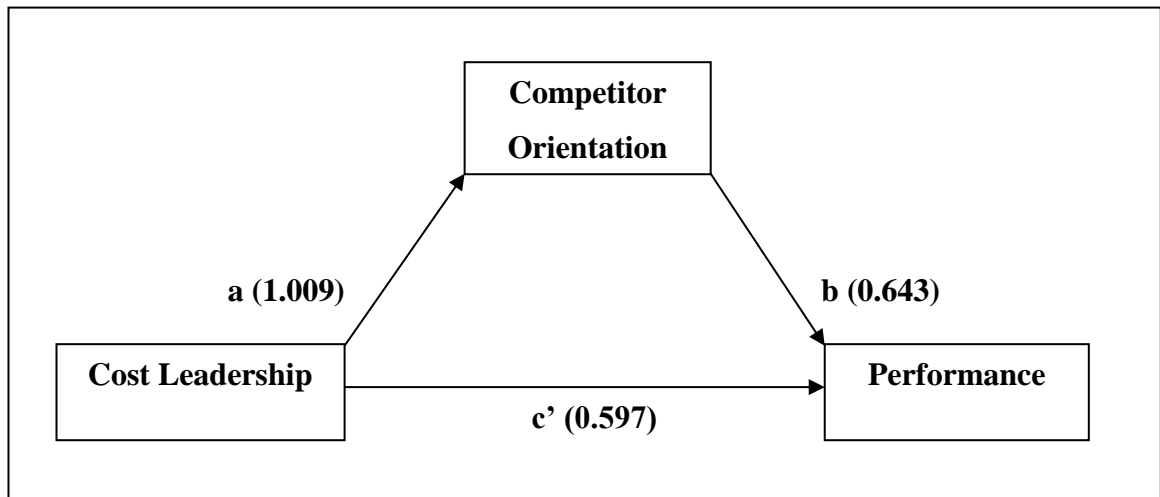 Competitor
Orientation
a (1.009)
b (0.643)
Cost Leadership
Performance
c’ (0.597)